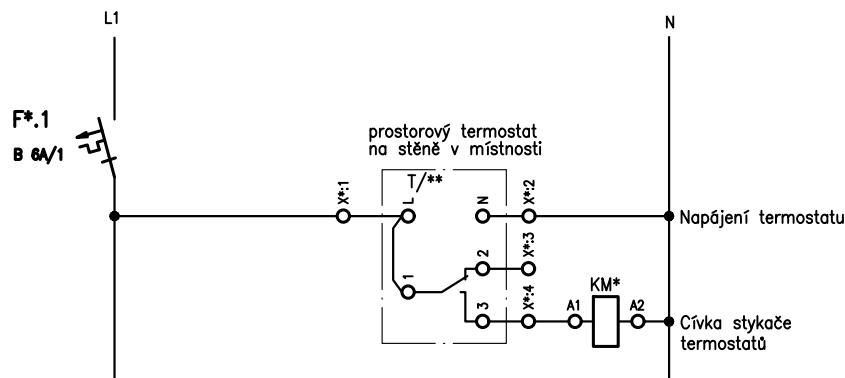 L1
N
F*.1
B 6A/1
prostorový termostat
na stěně v místnosti
T/**
X*:1
L
N
X*:2
Napájení termostatu
1
2
X*:3
3
X*:4
A1
KM*
A2
Cívka stykače
termostatů